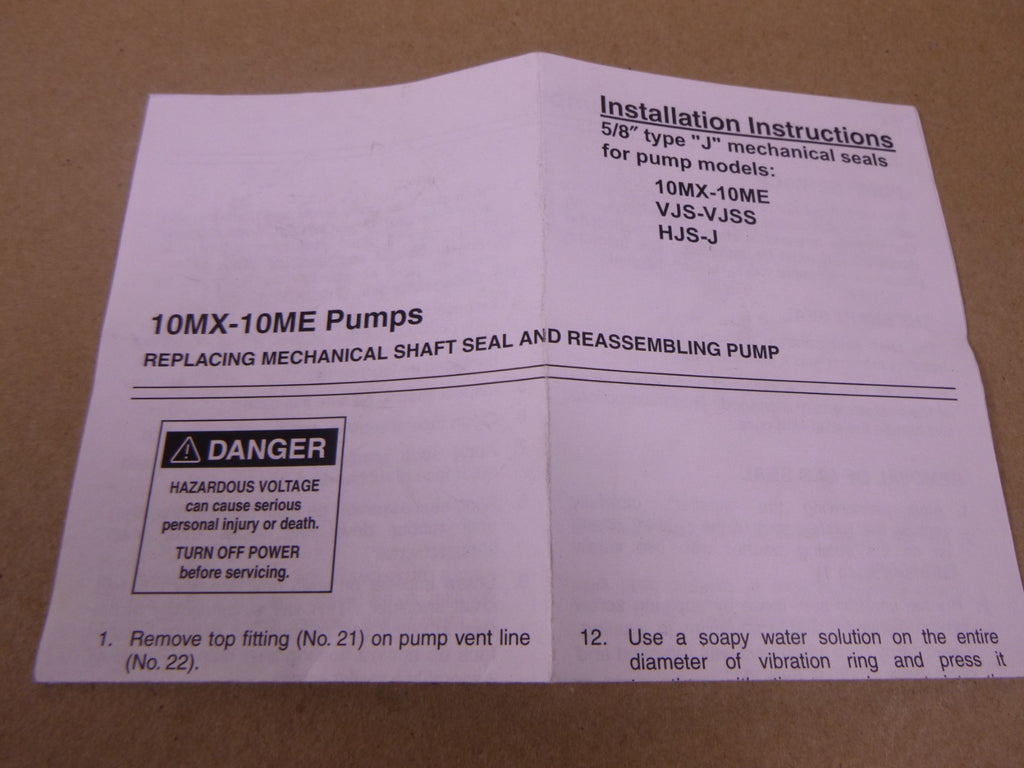 Installation Instructions
5/8" type "J" mechanical seals
for pump models:
10MX-10ME
VJS-VJSS
HJS-J
10MX-10ME Pumps
REPLACING MECHANICAL SHAFT SEAL AND REASSEMBLING PUMP
DANGER
HAZARDOUS VOLTAGE
can cause serious
personal injury or death.
TURN OFF POWER
before servicing.
1. Remove top fitting (No. 21) on pump vent line
(No. 22).
12. Use a soapy water solution on the entire
diameter of vibration ring and press it